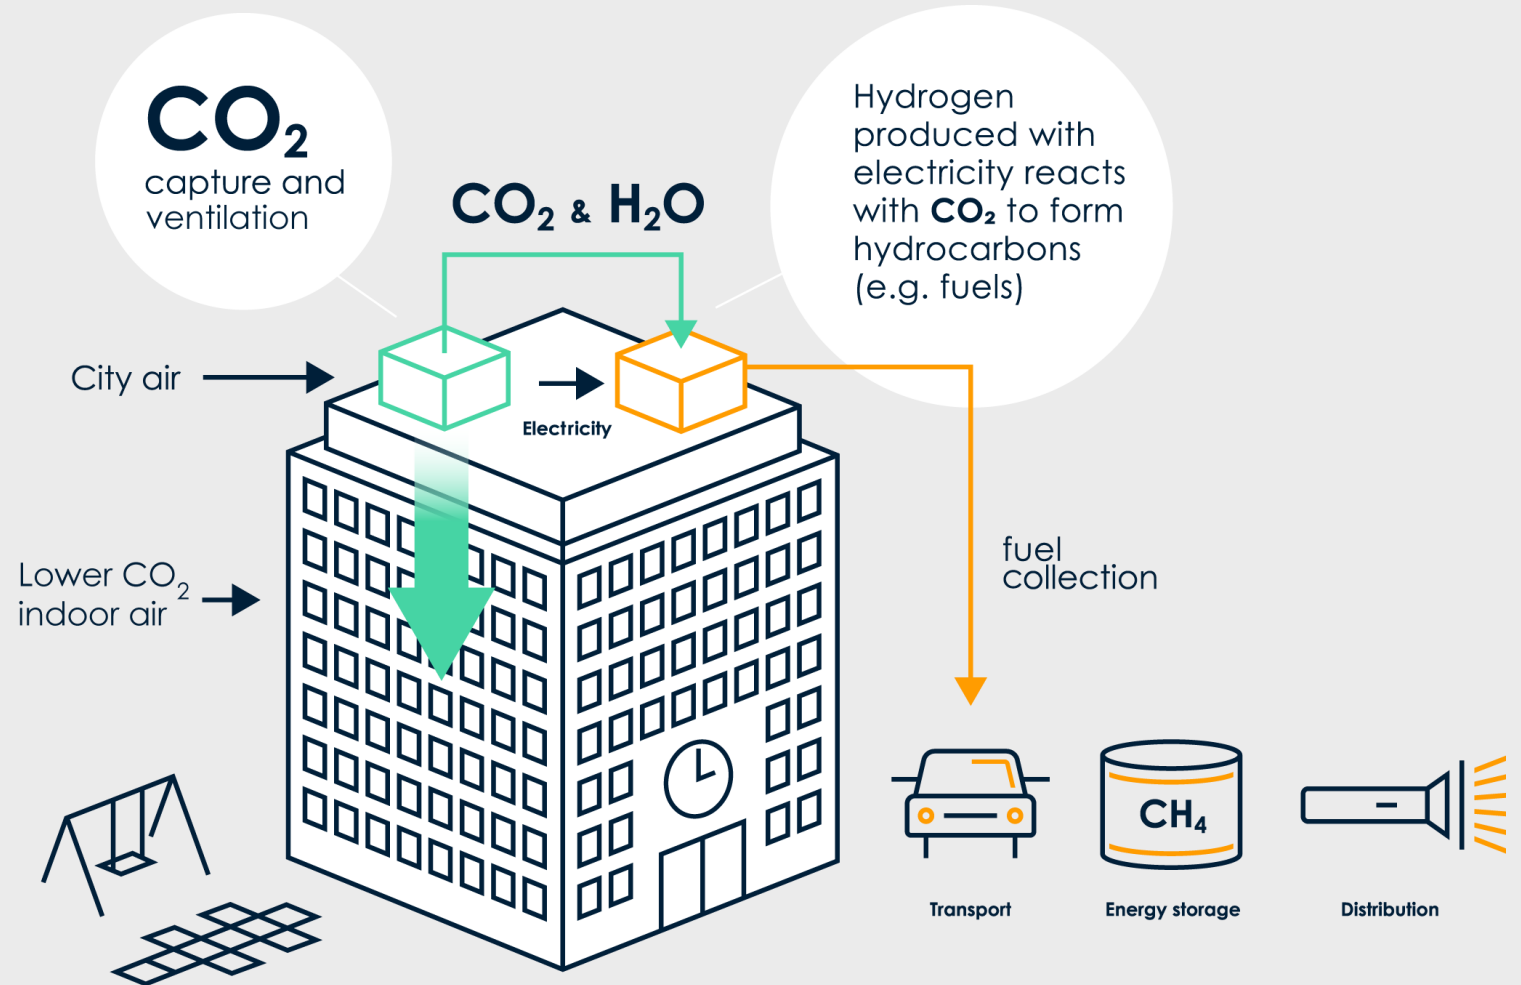 CO₂
capture and
ventilation
CO₂ & H₂O
Hydrogen
produced with
electricity reacts
with CO₂ to form
hydrocarbons
(e.g. fuels)
City air
Electricity
Lower CO₂
indoor air
fuel
collection
CH₄
Transport
Energy storage
Distribution